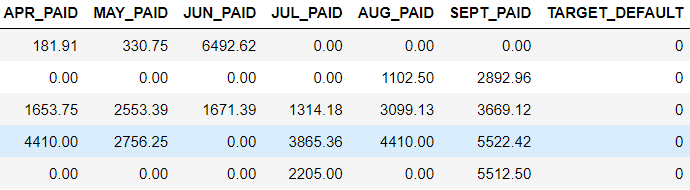 APR_PAID MAY_PAID JUN_PAID JUL_PAID AUG_PAID SEPT_PAID TARGET_DEFAULT
181.91 330.75 6492.62 0.00 0.00 0.00 0
0.00 0.00 0.00 0.00 1102.50 2892.96 0
1653.75 2553.39 1671.39 1314.18 3099.13 3669.12 0
4410.00 2756.25 0.00 3865.36 4410.00 5522.42 0
0.00 0.00 0.00 2205.00 0.00 5512.50 0